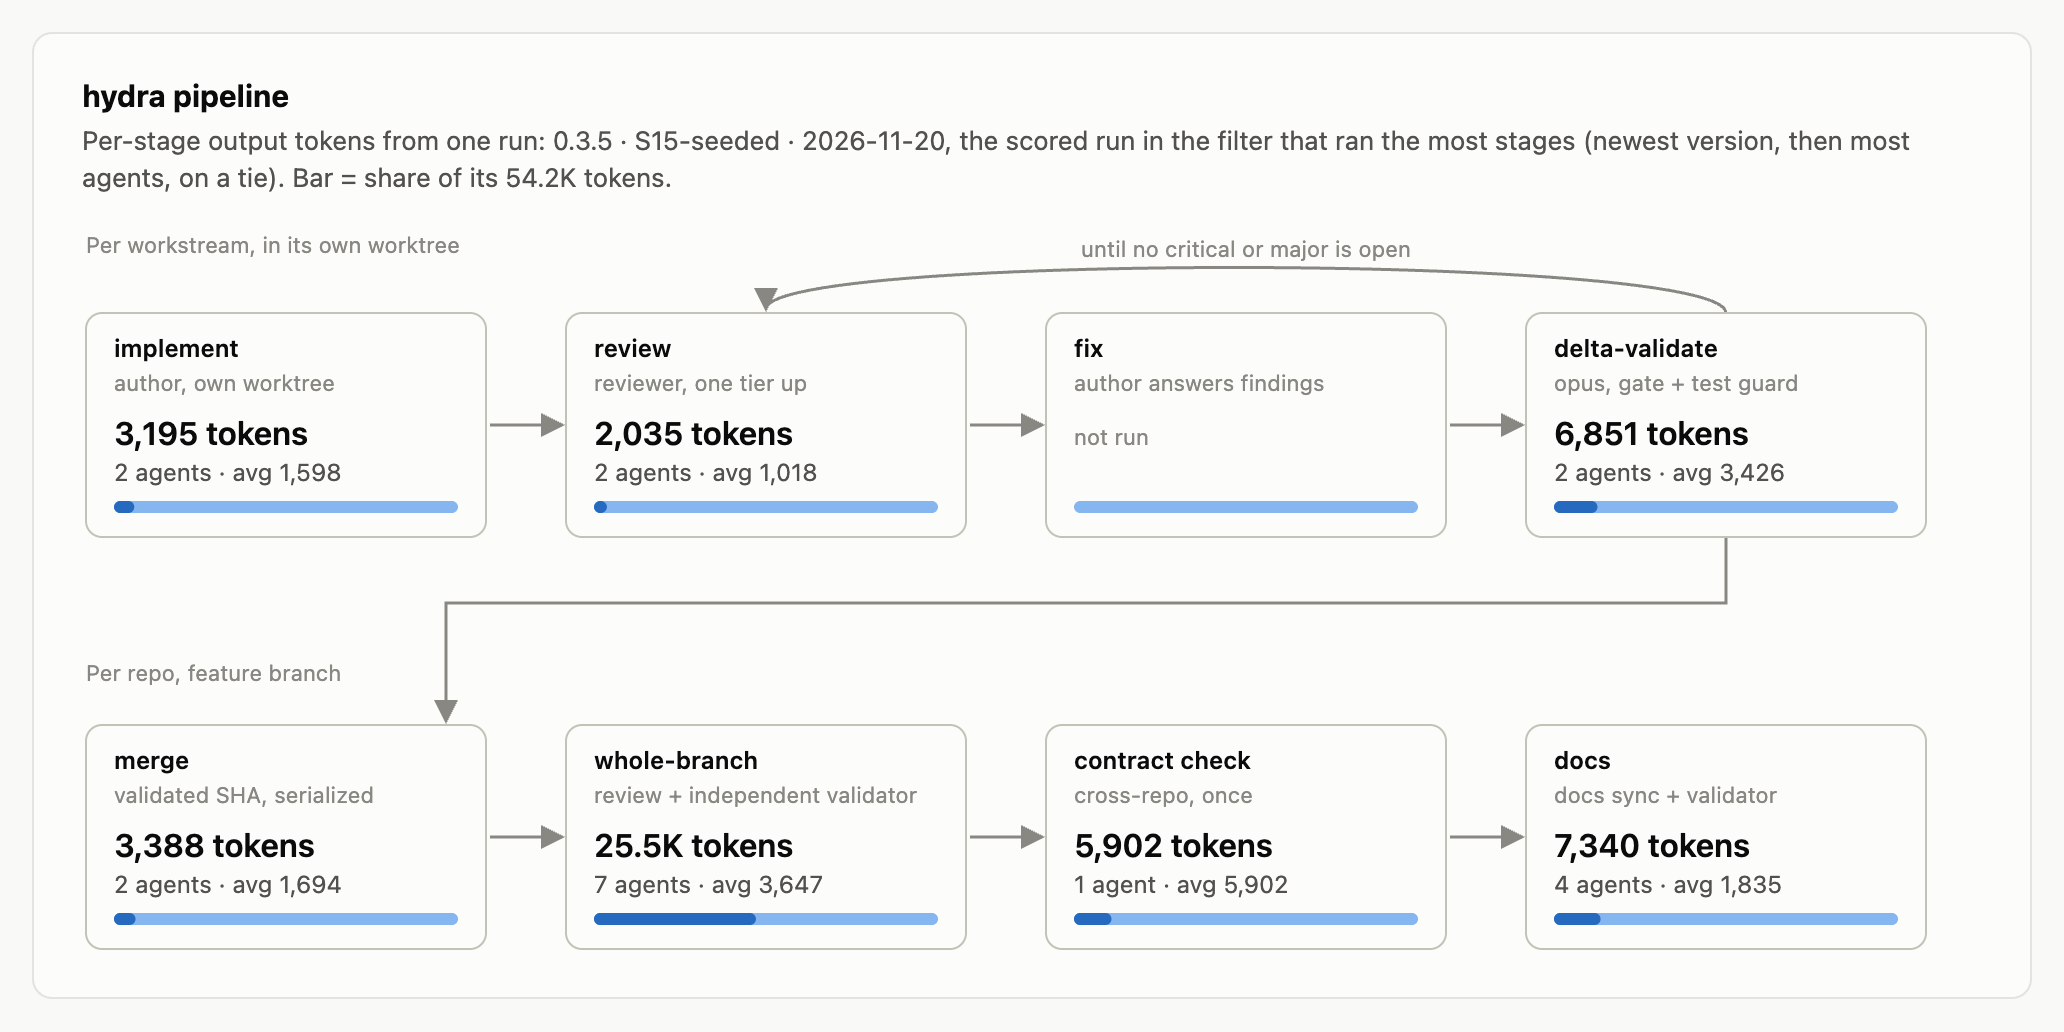 hydra pipeline
Per-stage output tokens from one run: 0.3.5 · S15-seeded · 2026-11-20, the scored run in the filter that ran the most stages (newest version, then most
agents, on a tie). Bar = share of its 54.2K tokens.
Per workstream, in its own worktree
until no critical or major is open
implement
author, own worktree
3,195 tokens
2 agents · avg 1,598
review
reviewer, one tier up
2,035 tokens
2 agents · avg 1,018
fix
author answers findings
not run
delta-validate
opus, gate + test guard
6,851 tokens
2 agents · avg 3,426
Per repo, feature branch
merge
validated SHA, serialized
3,388 tokens
2 agents · avg 1,694
whole-branch
review + independent validator
25.5K tokens
7 agents · avg 3,647
contract check
cross-repo, once
5,902 tokens
1 agent · avg 5,902
docs
docs sync + validator
7,340 tokens
4 agents · avg 1,835